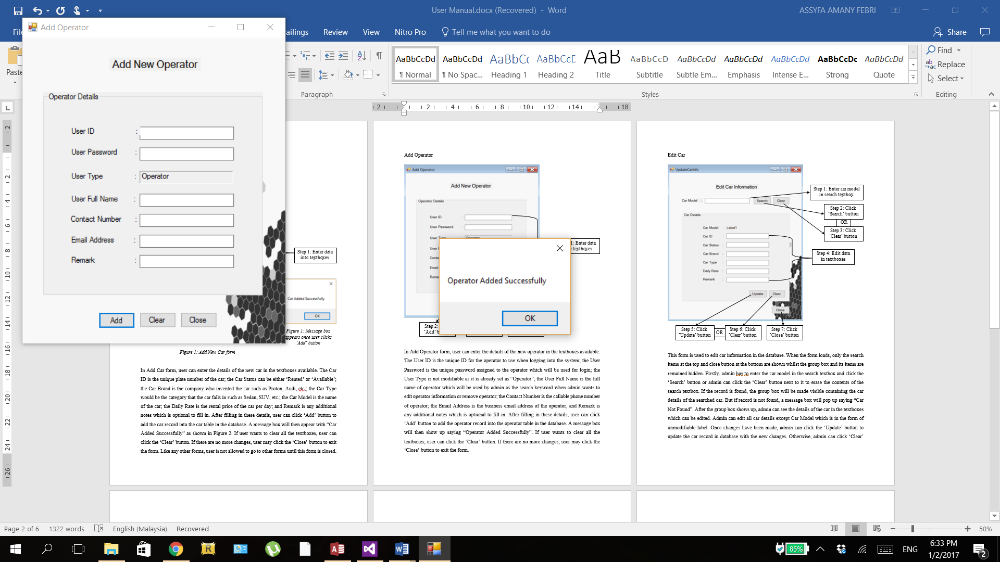 User Manual.docx (Recovered) - Word
ASSYFA AMANY FEBRI
Add Operator
File
ailings
Review
View
Nitro Pro
Tell me what you want to do
Share
Paste
Paragraph
AaBbCcDd
¶ Normal
AaBbCcDd
¶ No Spac...
AaBbCc
Heading 1
AaBbCcC
Heading 2
AaB
Title
AaBbCcD
Subtitle
AaBbCcDd
Subtle Em...
AaBbCcDd
Emphasis
AaBbCcDd
Intense E...
AaBbCcDc
Strong
AaBbCcDd
Quote
Styles
Find
Replace
Select
Editing
2 2 4 6 8 10 12 14 18
2 2 4 6 8 10 12 14 16 18 20 22 24 26
Add New Operator
Operator Details
User ID :
User Password :
User Type : Operator
User Full Name :
Contact Number :
Email Address :
Remark :
Add
Clear
Close
Step 1: Enter data
into textboxes
Car Added Successfully
OK
Figure 1: Message box
appears once user clicks
‘Add’ button
Figure 1: Add New Car form
In Add Car form, user can enter the details of the new car in the textboxes available. The Car
ID is the unique plate number of the car; the Car Status can be either ‘Rented’ or ‘Available’;
the Car Brand is the company who invented the car such as Proton, Audi, etc.; the Car Type
would be the category that the car falls in such as Sedan, SUV, etc.; the Car Model is the name
of the car; the Daily Rate is the rental price of the car per day; and Remark is any additional
notes which is optional to fill in. After filling in these details, user can click ‘Add’ button to
add the car record into the car table in the database. A message box will then appear with “Car
Added Successfully” as shown in Figure 2. If user wants to clear all the textboxes, user can
click the ‘Clear’ button. If there are no more changes, user may click the ‘Close’ button to exit
the form. Like any other forms, user is not allowed to go to other forms until this form is closed.
Add Operator
Add Operator
Add New Operator
Operator Details
User ID :
User Password :
User Type : Operator
User F
Conta
Email
Rema
1: Enter data
textboxes
Operator Added Successfully
OK
Step 2:
‘Add’ b
In Add Operator form, user can enter the details of the new operator in the textboxes available.
The User ID is the unique ID for the operator to use when logging into the system; the User
Password is the unique password assigned to the operator which will be used for login; the
User Type is not modifiable as it is already set as “Operator”; the User Full Name is the full
name of operator which will be used by admin as the search keyword when admin wants to
edit operator information or remove operator; the Contact Number is the callable phone number
of operator; the Email Address is the business email address of the operator; and Remark is
any additional notes which is optional to fill in. After filling in these details, user can click
‘Add’ button to add the operator record into the operator table in the database. A message box
will then show up saying “Operator Added Successfully”. If user wants to clear all the
textboxes, user can click the ‘Clear’ button. If there are no more changes, user may click the
‘Close’ button to exit the form.
Edit Car
UpdateCarInfo
Edit Car Information
Car Model :
Search
Clear
Car Details
Car Model : Label1
Car ID :
Car Status :
Car Brand :
Car Type :
Daily Rate :
Remark :
Update
Clear
Close
Step 1: Enter car model
in search textbox
Step 2: Click
‘Search’ button
OR
Step 3: Click
‘Clear’ button
Step 4: Edit data
in textboxes
Step 5: Click
‘Update’ button
OR
Step 6: Click
‘Clear’ button
Step 7: Click
‘Close’ button
This form is used to edit car information in the database. When the form loads, only the search
items at the top and close button at the bottom are shown whilst the group box and its items are
remained hidden. Firstly, admin has to enter the car model in the search textbox and click the
‘Search’ button or admin can click the ‘Clear’ button next to it to erase the contents of the
search textbox. If the record is found, the group box will be made visible containing the car
details of the searched car. But if record is not found, a message box will pop up saying “Car
Not Found”. After the group box shows up, admin can see the details of the car in the textboxes
which can be edited. Admin can edit all car details except Car Model which is in the form of
unmodifiable label. Once changes have been made, admin can click the ‘Update’ button to
update the car record in database with the new changes. Otherwise, admin can click ‘Clear’
Page 2 of 6
1322 words
English (Malaysia)
Recovered
50%
85%
ENG
6:33 PM
1/2/2017
2